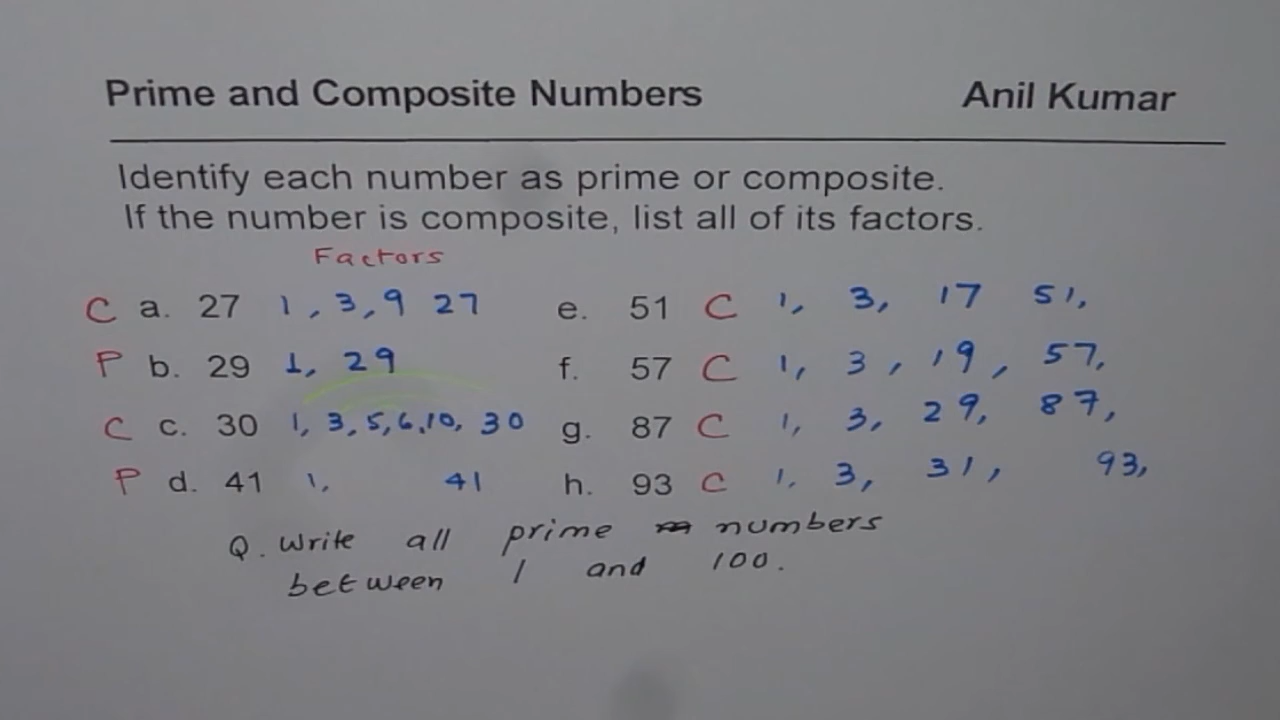 Prime and Composite Numbers Anil Kumar
Identify each number as prime or composite.
If the number is composite, list all of its factors.
Factors
C a. 27 1, 3, 9 27 e. 51 C 1, 3, 17 51,
P b. 29 1, 29 f. 57 C 1, 3, 19, 57,
C c. 30 1, 3, 5, 6, 10, 30 g. 87 C 1, 3, 29, 87,
P d. 41 1, 41 h. 93 C 1, 3, 31, 93,
Q. Write all prime numbers
between 1 and 100.